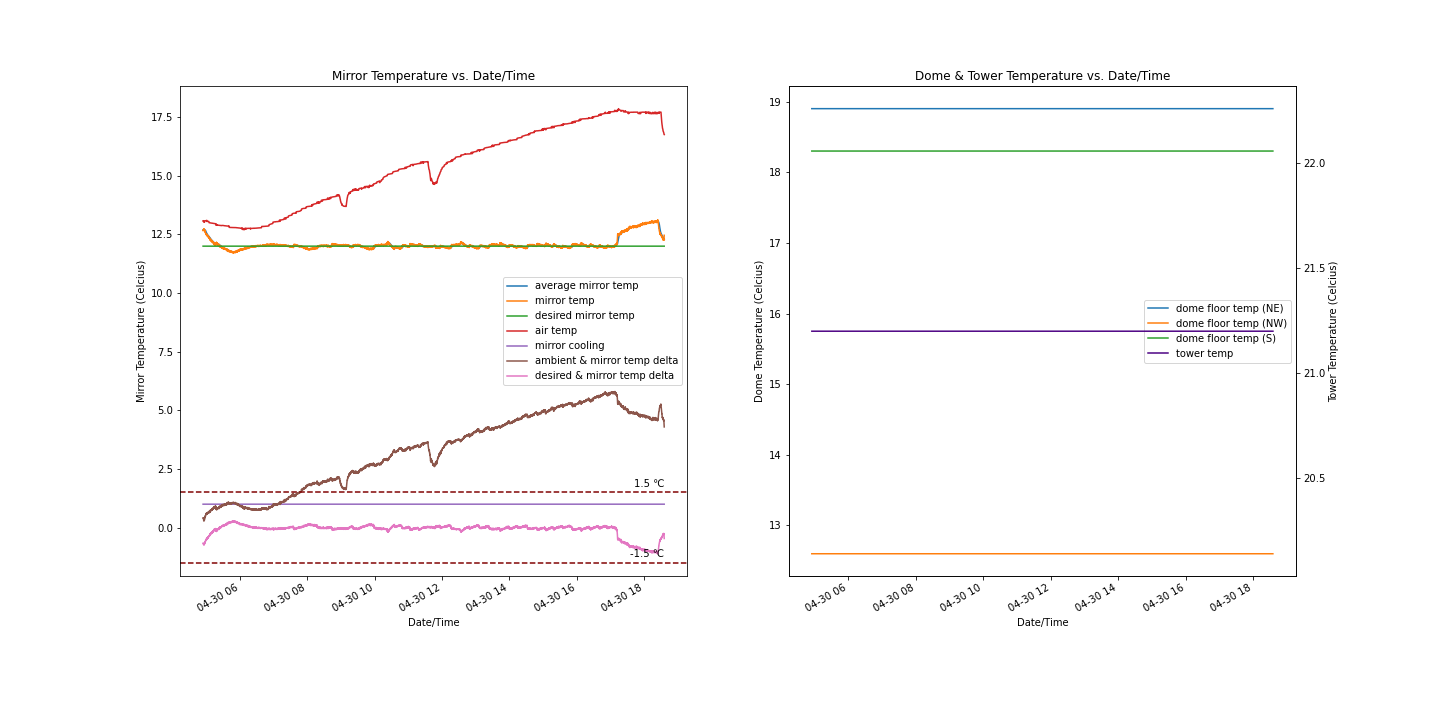 Mirror Temperature vs. Date/Time
Mirror Temperature (Celcius)
17.5
15.0
12.5
10.0
7.5
5.0
2.5
0.0
average mirror temp
mirror temp
desired mirror temp
air temp
mirror cooling
ambient & mirror temp delta
desired & mirror temp delta
1.5 ℃
-1.5 ℃
04-30 06
04-30 08
04-30 10
04-30 12
04-30 14
04-30 16
04-30 18
Date/Time
Dome & Tower Temperature vs. Date/Time
Dome Temperature (Celcius)
19
18
17
16
15
14
13
dome floor temp (NE)
dome floor temp (NW)
dome floor temp (S)
tower temp
22.0
21.5
21.0
20.5
Tower Temperature (Celcius)
04-30 06
04-30 08
04-30 10
04-30 12
04-30 14
04-30 16
04-30 18
Date/Time